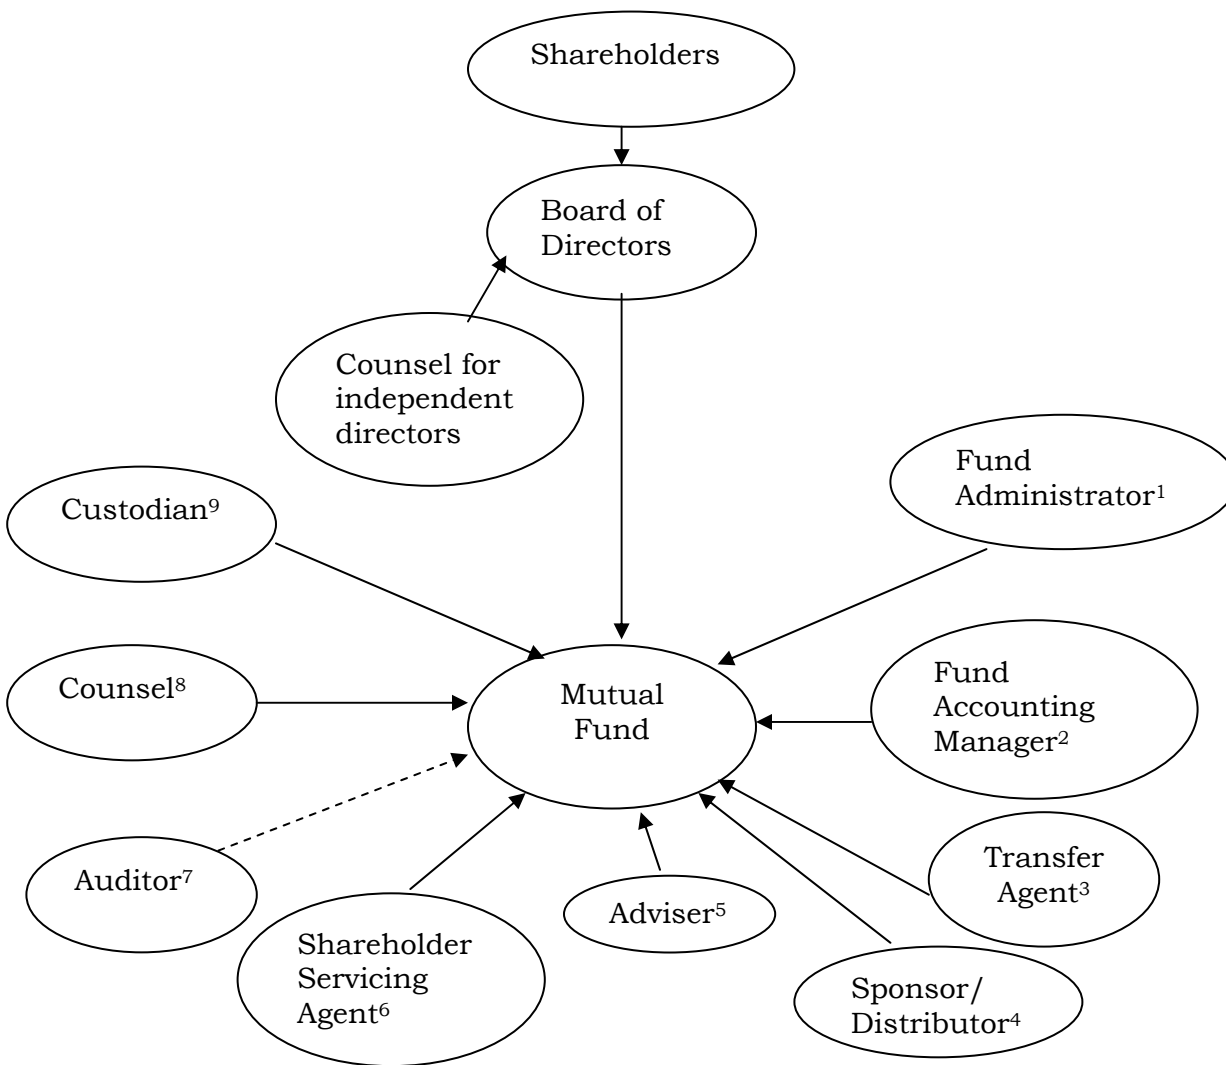 Shareholders
Board of
Directors
Counsel for
independent
directors
Fund
Administrator¹
Custodian⁹
Counsel⁸
Mutual
Fund
Fund
Accounting
Manager²
Auditor⁷
Transfer
Agent³
Adviser⁵
Shareholder
Servicing
Agent⁶
Sponsor/
Distributor⁴